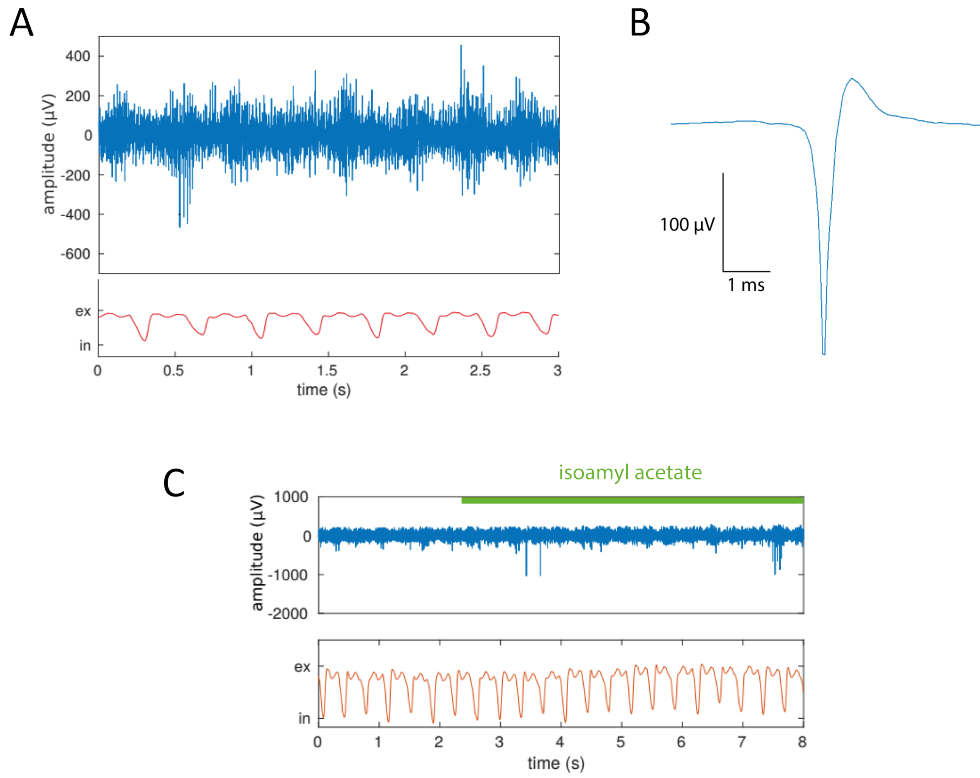 A
B
amplitude (µV)
400
200
0
-200
-400
-600
ex
in
0 0.5 1 1.5 2 2.5 3
time (s)
100 µV
1 ms
C
isoamyl acetate
amplitude (µV)
1000
0
-1000
-2000
ex
in
0 1 2 3 4 5 6 7 8
time (s)